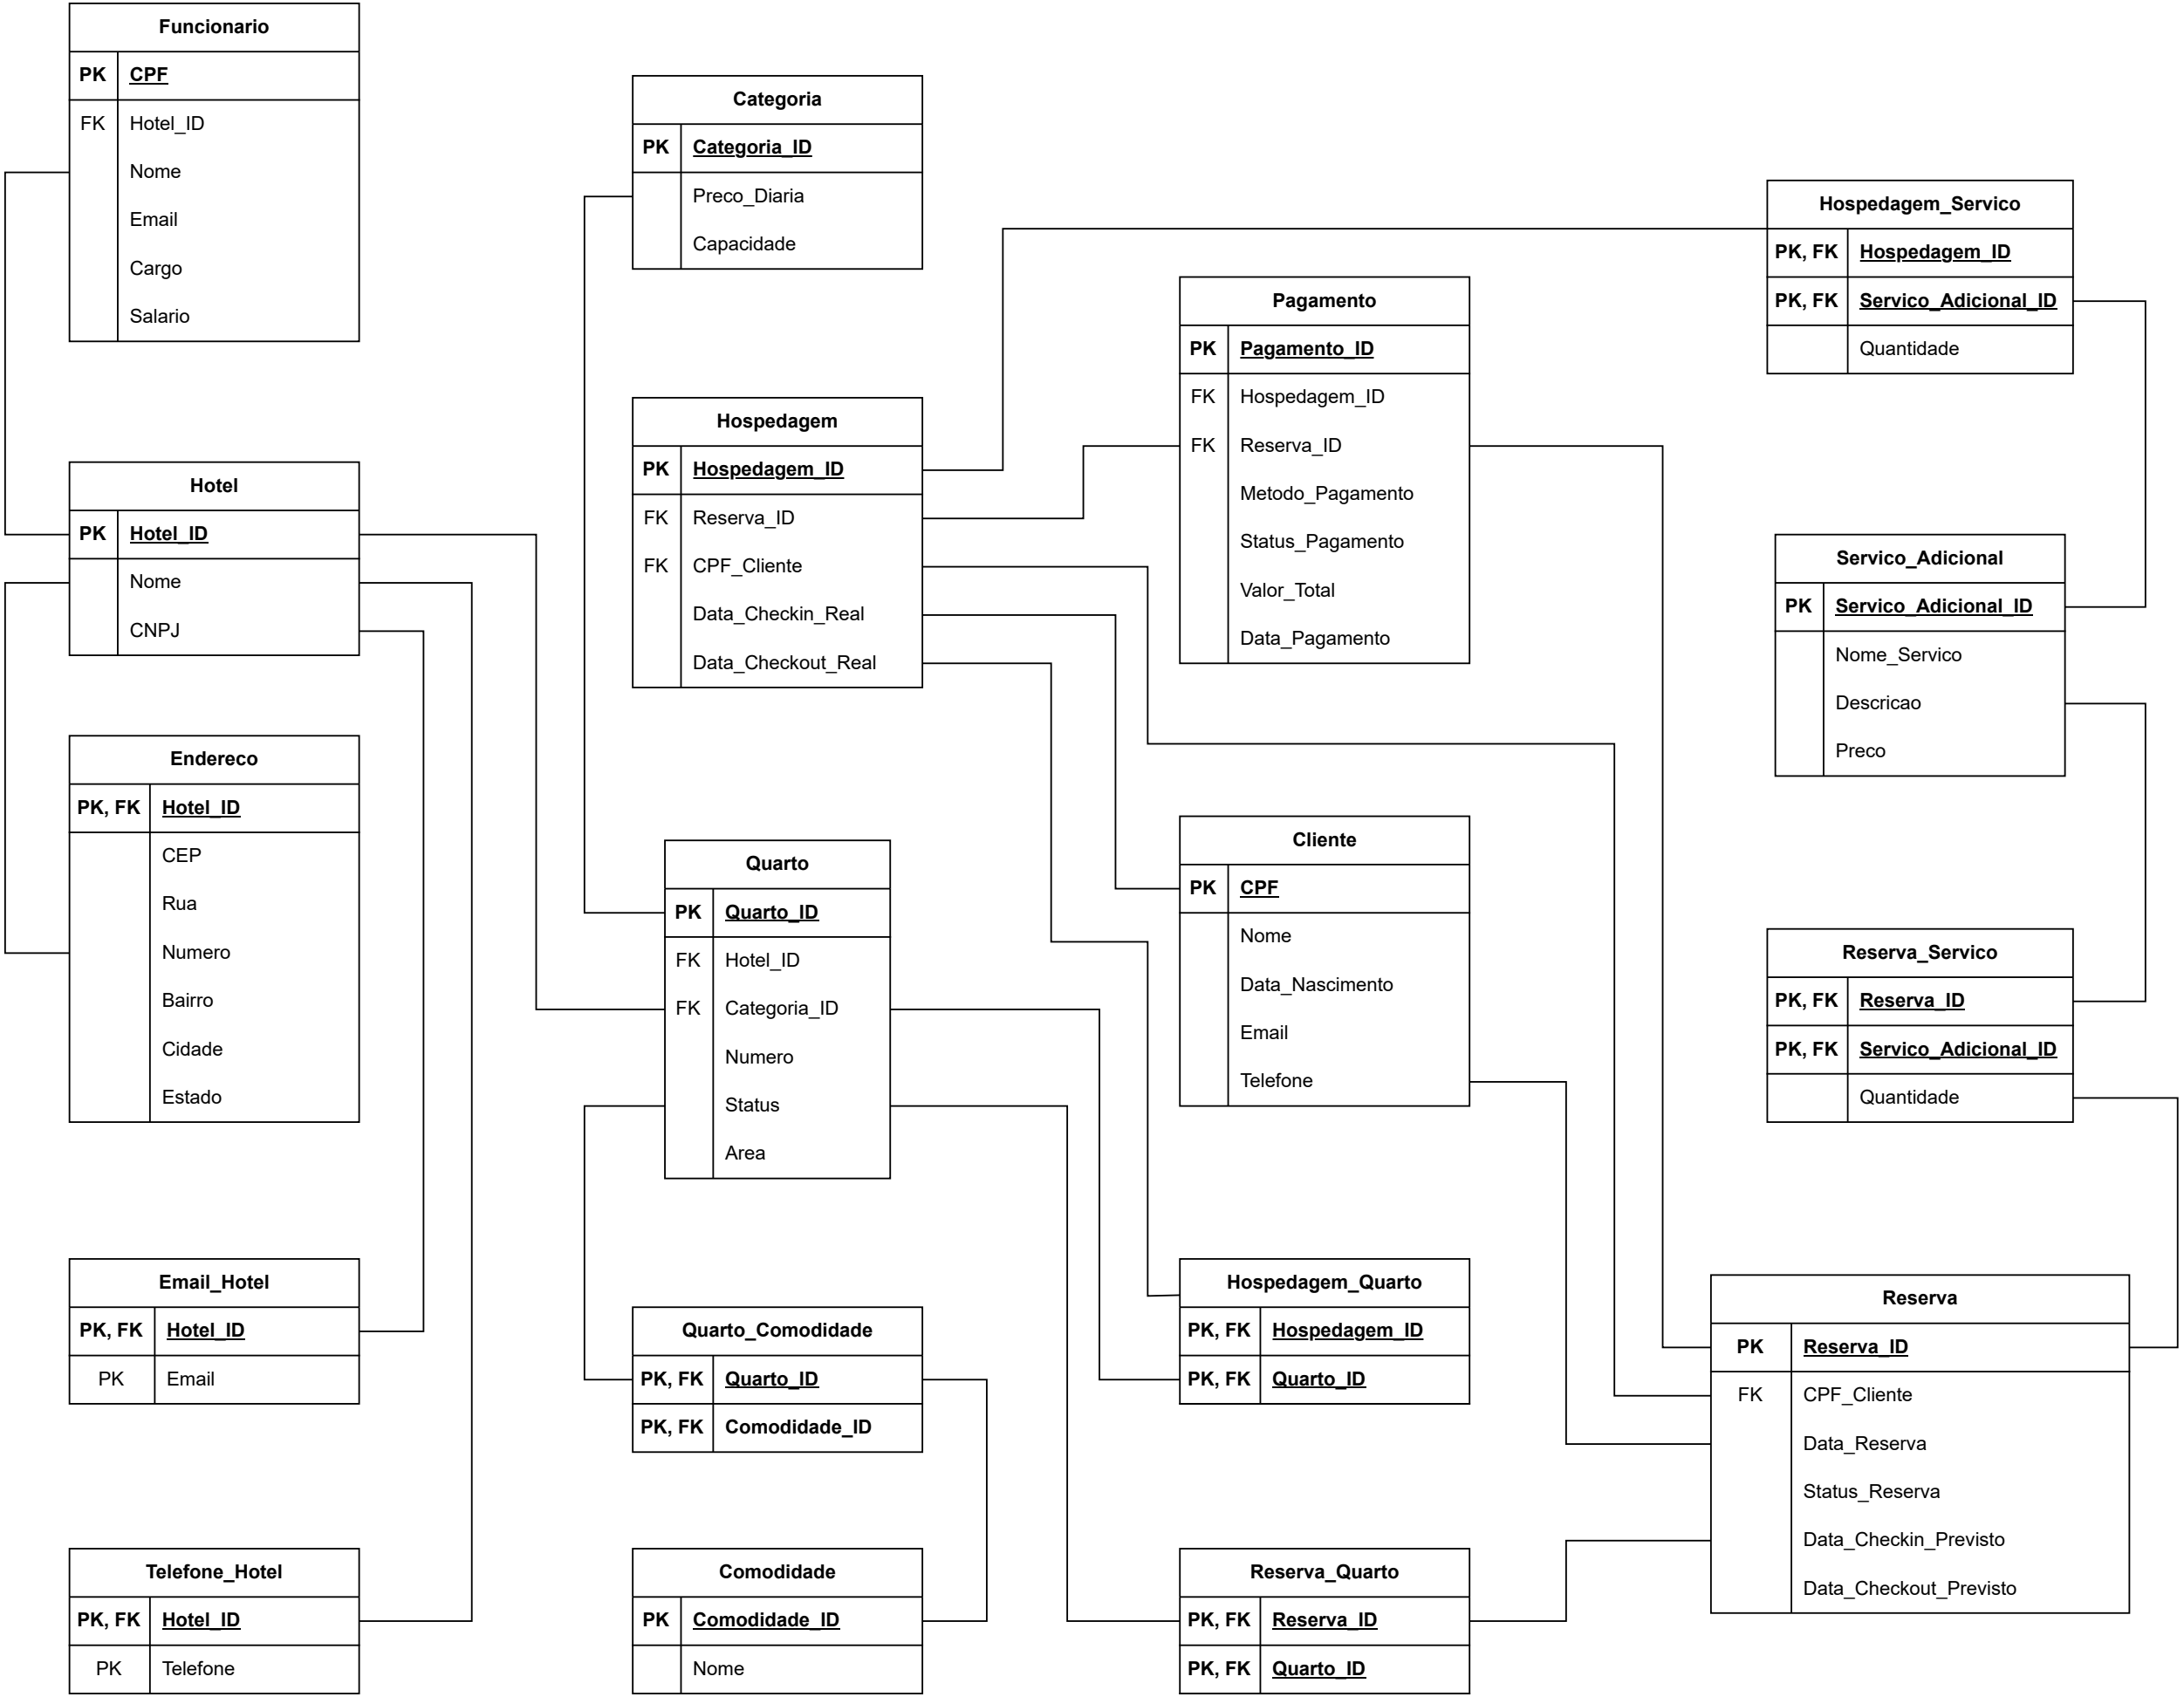 Funcionario
PK CPF
FK Hotel_ID
Nome
Email
Cargo
Salario
Hotel
PK Hotel_ID
Nome
CNPJ
Endereco
PK, FK Hotel_ID
CEP
Rua
Numero
Bairro
Cidade
Estado
Email_Hotel
PK, FK Hotel_ID
PK Email
Telefone_Hotel
PK, FK Hotel_ID
PK Telefone
Categoria
PK Categoria_ID
Preco_Diaria
Capacidade
Hospedagem
PK Hospedagem_ID
FK Reserva_ID
FK CPF_Cliente
Data_Checkin_Real
Data_Checkout_Real
Quarto
PK Quarto_ID
FK Hotel_ID
FK Categoria_ID
Numero
Status
Area
Quarto_Comodidade
PK, FK Quarto_ID
PK, FK Comodidade_ID
Comodidade
PK Comodidade_ID
Nome
Pagamento
PK Pagamento_ID
FK Hospedagem_ID
FK Reserva_ID
Metodo_Pagamento
Status_Pagamento
Valor_Total
Data_Pagamento
Cliente
PK CPF
Nome
Data_Nascimento
Email
Telefone
Hospedagem_Quarto
PK, FK Hospedagem_ID
PK, FK Quarto_ID
Reserva_Quarto
PK, FK Reserva_ID
PK, FK Quarto_ID
Hospedagem_Servico
PK, FK Hospedagem_ID
PK, FK Servico_Adicional_ID
Quantidade
Servico_Adicional
PK Servico_Adicional_ID
Nome_Servico
Descricao
Preco
Reserva_Servico
PK, FK Reserva_ID
PK, FK Servico_Adicional_ID
Quantidade
Reserva
PK Reserva_ID
FK CPF_Cliente
Data_Reserva
Status_Reserva
Data_Checkin_Previsto
Data_Checkout_Previsto